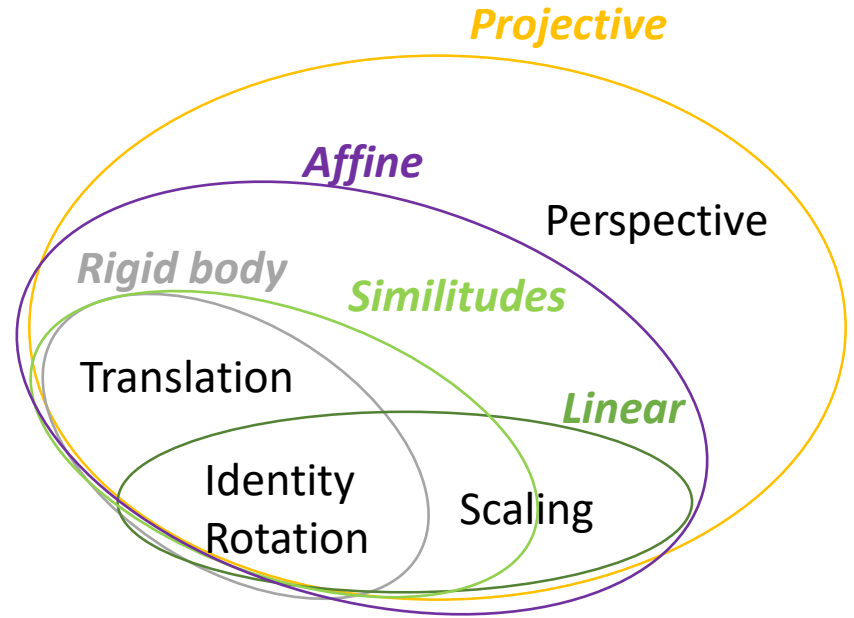 Projective
Affine
Perspective
Rigid body
Similitudes
Translation
Linear
Identity
Rotation
Scaling